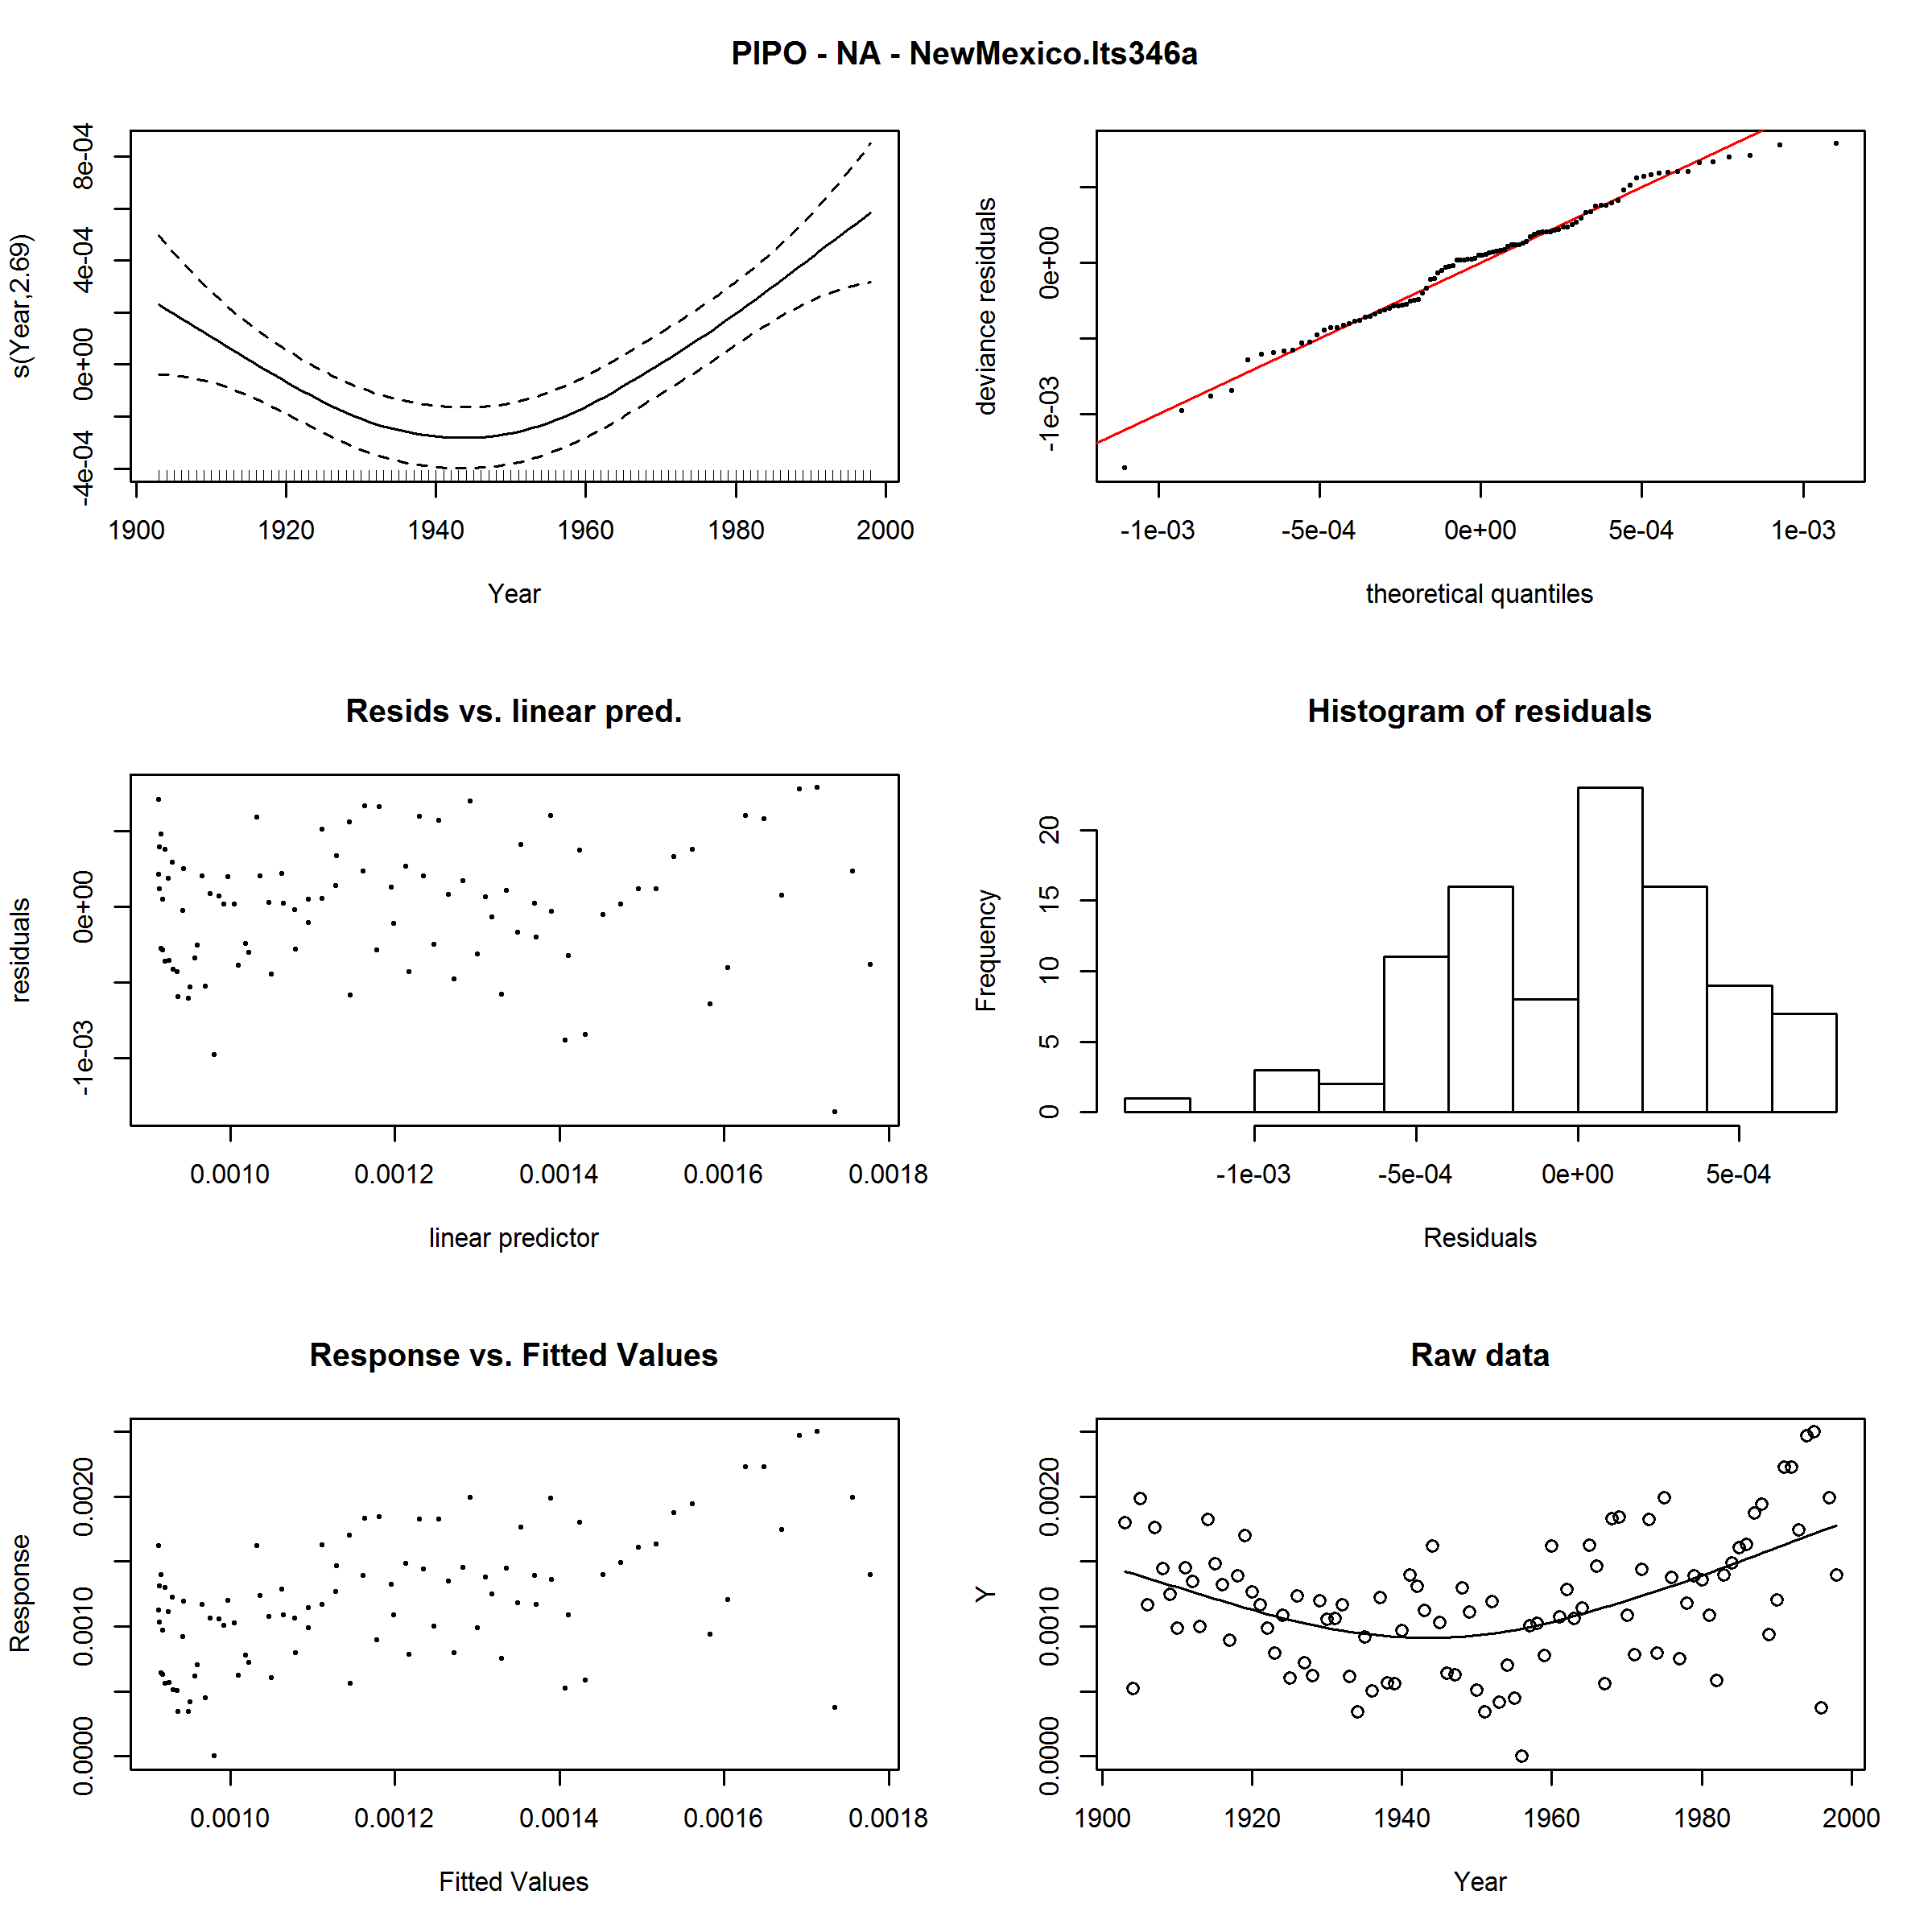 PIPO - NA - NewMexico.lts346a
s(Year,2.69)
-4e-04 0e+00 4e-04 8e-04
1900 1920 1940 1960 1980 2000
Year
deviance residuals
-1e-03 0e+00
-1e-03 -5e-04 0e+00 5e-04 1e-03
theoretical quantiles
Resids vs. linear pred.
residuals
-1e-03 0e+00
0.0010 0.0012 0.0014 0.0016 0.0018
linear predictor
Histogram of residuals
Frequency
0 5 10 15 20
-1e-03 -5e-04 0e+00 5e-04
Residuals
Response vs. Fitted Values
Response
0.0000 0.0010 0.0020
0.0010 0.0012 0.0014 0.0016 0.0018
Fitted Values
Raw data
Y
0.0000 0.0010 0.0020
1900 1920 1940 1960 1980 2000
Year